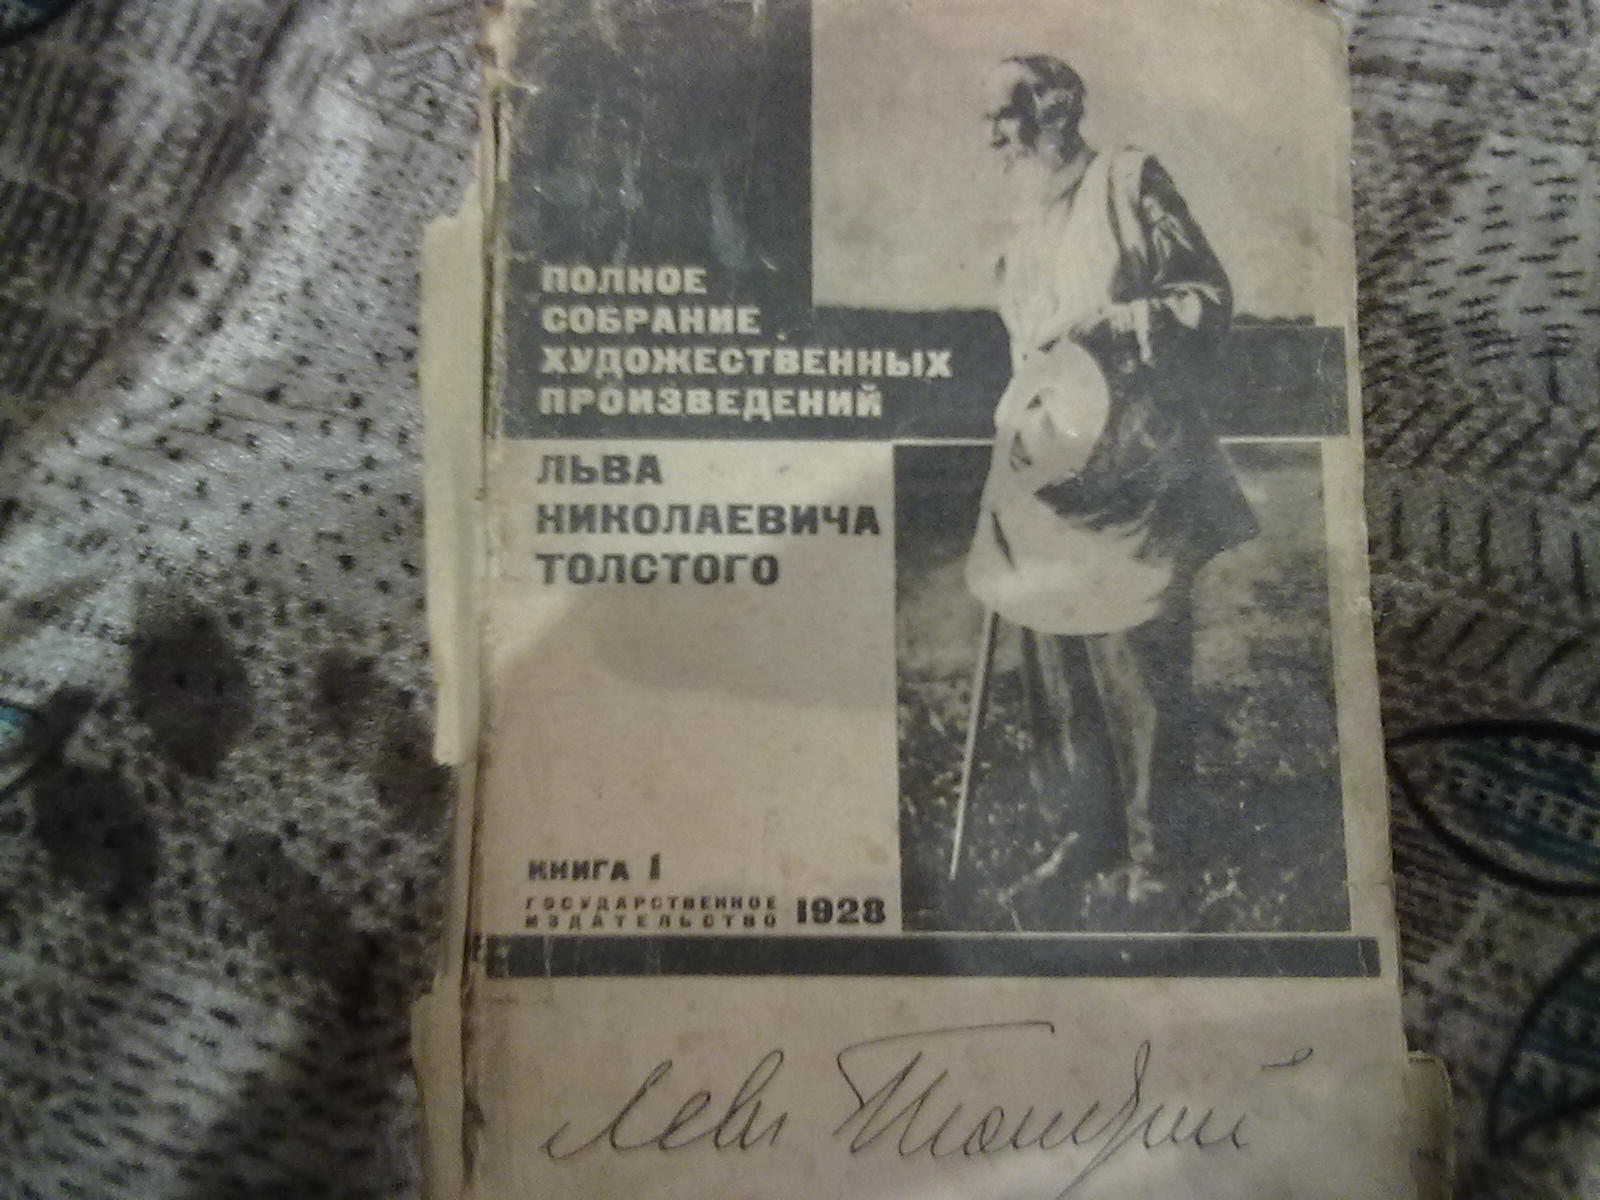 ПОЛНОЕ
СОБРАНИЕ
ХУДОЖЕСТВЕННЫХ
ПРОИЗВЕДЕНИЙ
ЛЬВА
НИКОЛАЕВИЧА
ТОЛСТОГО
КНИГА 1
ГОСУДАРСТВЕННОЕ
ИЗДАТЕЛЬСТВО 1928
Левъ Толстой